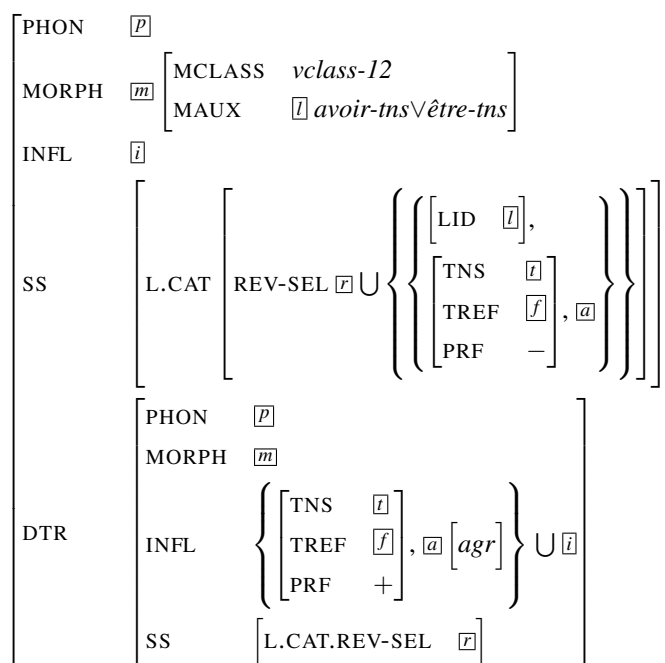 PHON p
MORPH m MCLASS vclass-12
MAUX l avoir-tns∨être-tns
INFL i
SS L.CAT REV-SEL r ∪ { { [LID l],
[TNS t
TREF f
PRF −], a } }
DTR PHON p
MORPH m
INFL { [TNS t
TREF f
PRF +], a [agr] } ∪ i
SS [L.CAT.REV-SEL r]